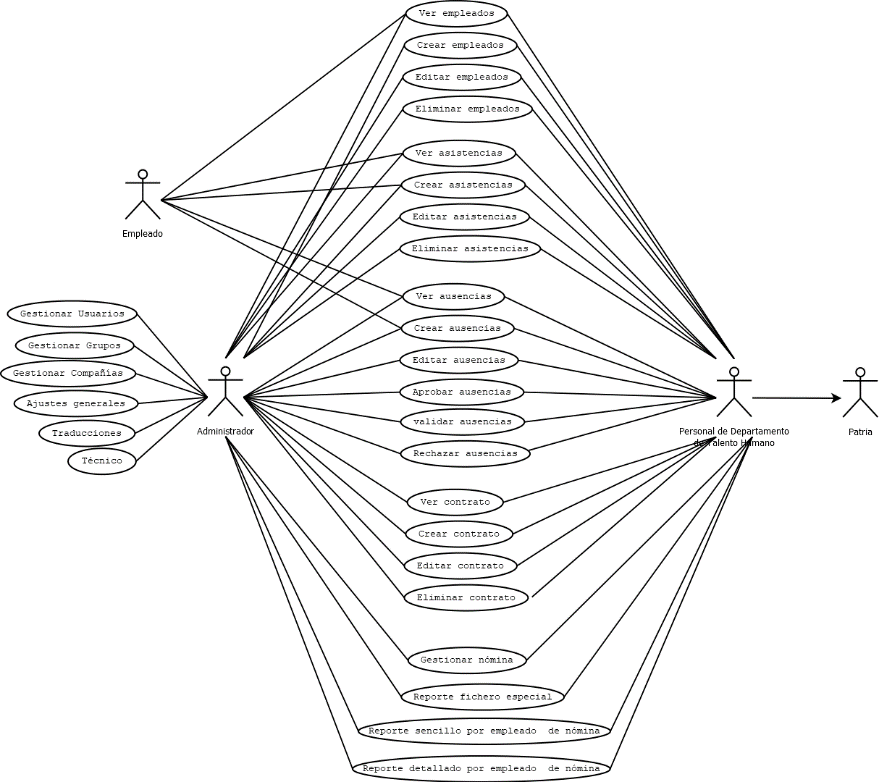 Ver empleados
Crear empleados
Editar empleados
Eliminar empleados
Ver asistencias
Crear asistencias
Editar asistencias
Eliminar asistencias
Empleado
Ver ausencias
Crear ausencias
Editar ausencias
Aprobar ausencias
validar ausencias
Rechazar ausencias
Gestionar Usuarios
Gestionar Grupos
Gestionar Compañías
Ajustes generales
Traducciones
Técnico
Administrador
Personal de Departamento
de Talento Humano
Patria
Ver contrato
Crear contrato
Editar contrato
Eliminar contrato
Gestionar nómina
Reporte fichero especial
Reporte sencillo por empleado de nómina
Reporte detallado por empleado de nómina